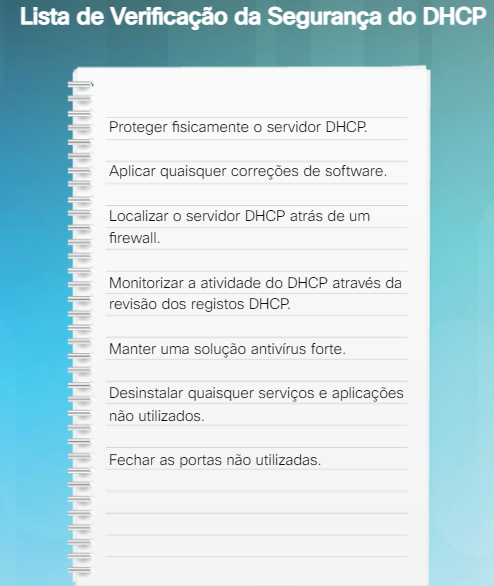 Lista de Verificação da Segurança do DHCP
Proteger fisicamente o servidor DHCP.
Aplicar quaisquer correções de software.
Localizar o servidor DHCP atrás de um
firewall.
Monitorizar a atividade do DHCP através da
revisão dos registos DHCP.
Manter uma solução antivírus forte.
Desinstalar quaisquer serviços e aplicações
não utilizados.
Fechar as portas não utilizadas.